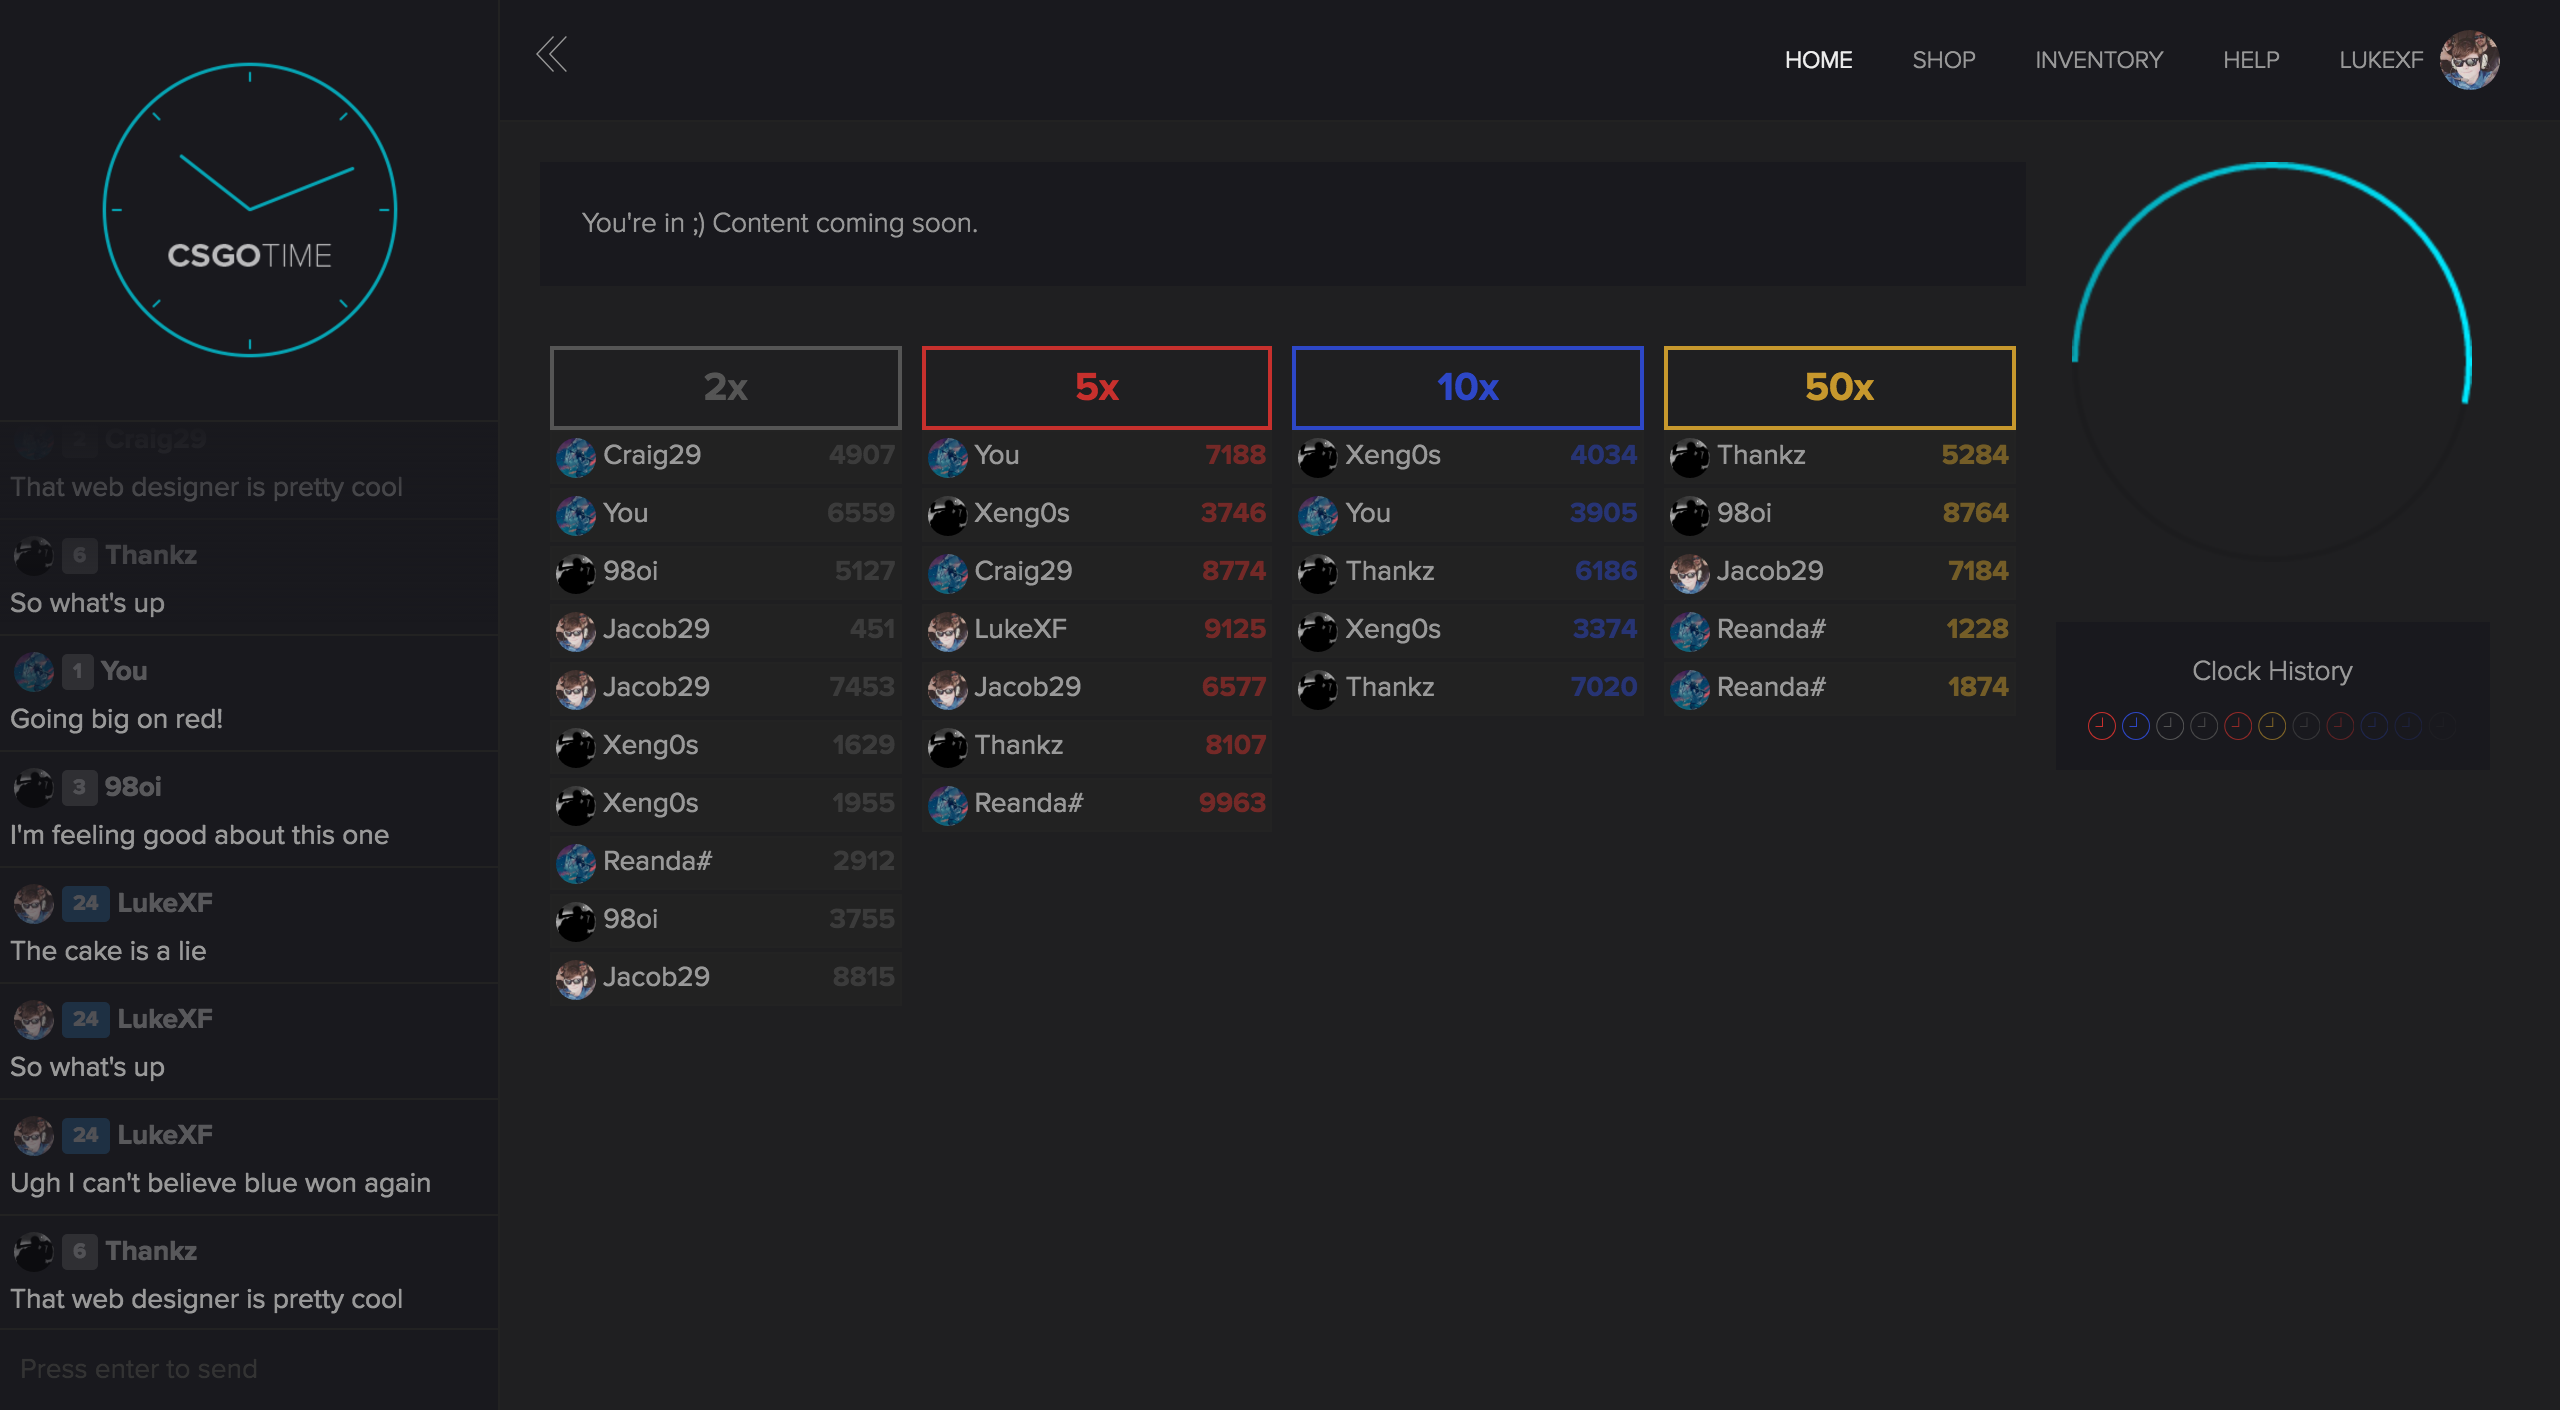 CSGOTIME
HOME SHOP INVENTORY HELP LUKEXF
Craig29
That web designer is pretty cool
6 Thankz
So what's up
1 You
Going big on red!
3 98oi
I'm feeling good about this one
24 LukeXF
The cake is a lie
24 LukeXF
So what's up
24 LukeXF
Ugh I can't believe blue won again
6 Thankz
That web designer is pretty cool
Press enter to send
You're in ;) Content coming soon.
2x
Craig29 4907
You 6559
98oi 5127
Jacob29 451
Jacob29 7453
Xeng0s 1629
Xeng0s 1955
Reanda# 2912
98oi 3755
Jacob29 8815
5x
You 7188
Xeng0s 3746
Craig29 8774
LukeXF 9125
Jacob29 6577
Thankz 8107
Reanda# 9963
10x
Xeng0s 4034
You 3905
Thankz 6186
Xeng0s 3374
Thankz 7020
50x
Thankz 5284
98oi 8764
Jacob29 7184
Reanda# 1228
Reanda# 1874
Clock History